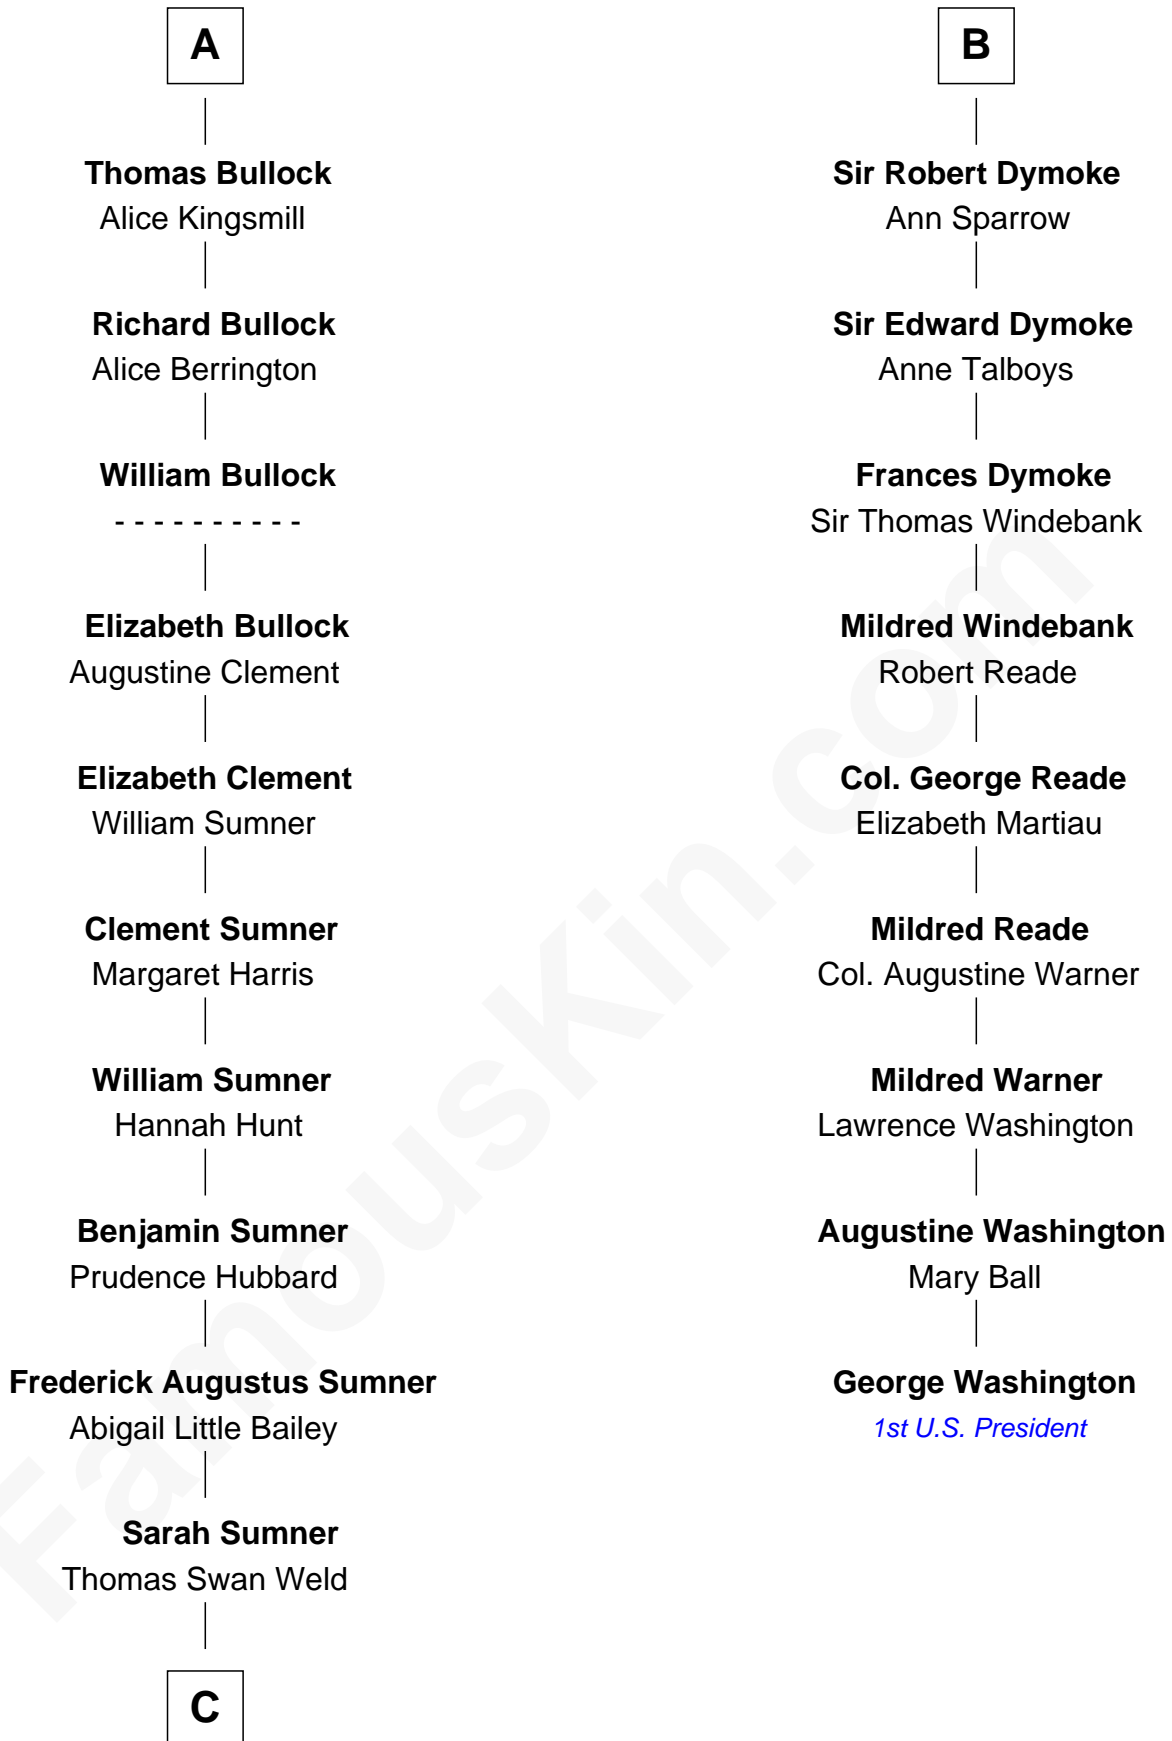 A
Thomas Bullock
Alice Kingsmill
Richard Bullock
Alice Berrington
William Bullock
- - - - - - - - - -
Elizabeth Bullock
Augustine Clement
Elizabeth Clement
William Sumner
Clement Sumner
Margaret Harris
William Sumner
Hannah Hunt
Benjamin Sumner
Prudence Hubbard
Frederick Augustus Sumner
Abigail Little Bailey
Sarah Sumner
Thomas Swan Weld
C
B
Sir Robert Dymoke
Ann Sparrow
Sir Edward Dymoke
Anne Talboys
Frances Dymoke
Sir Thomas Windebank
Mildred Windebank
Robert Reade
Col. George Reade
Elizabeth Martiau
Mildred Reade
Col. Augustine Warner
Mildred Warner
Lawrence Washington
Augustine Washington
Mary Ball
George Washington
1st U.S. President
FamousKin.com